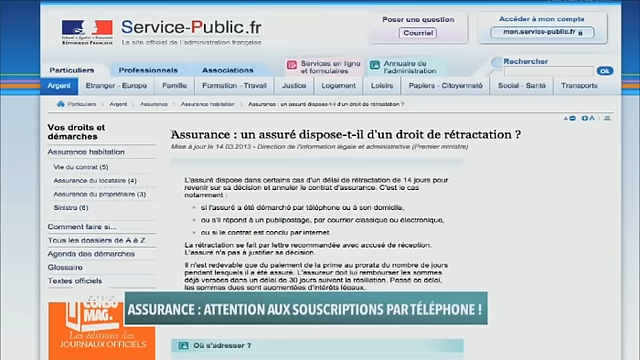 Service-Public.fr
Le site officiel de l'administration française
RÉPUBLIQUE FRANÇAISE
Poser une question
Courriel
Accéder à mon compte
mon.service-public.fr
Particuliers
Professionnels
Associations
Services en ligne
et formulaires
Annuaire de
l'administration
Rechercher
Ok
Argent
Etranger - Europe
Famille
Formation - Travail
Justice
Logement
Loisirs
Papiers - Citoyenneté
Social - Santé
Transports
Particuliers
Argent
Assurance
Assurance habitation
Assurance : un assuré dispose-t-il d'un droit de rétractation ?
Vos droits et
démarches
Assurance habitation
Vie du contrat (5)
Assurance du locataire (4)
Assurance du propriétaire (3)
Sinistre (6)
Comment faire si...
Tous les dossiers de A à Z
Agenda des démarches
Glossaire
Textes officiels
Assurance : un assuré dispose-t-il d'un droit de rétractation ?
Mise à jour le 14.03.2013 - Direction de l'information légale et administrative (Premier ministre)
L'assuré dispose dans certains cas d'un délai de rétractation de 14 jours pour
revenir sur sa décision et annuler le contrat d'assurance. C'est le cas
notamment :
si l'assuré a été démarché par téléphone ou à son domicile,
ou s'il répond à un publipostage, par courrier classique ou électronique,
ou si le contrat est conclu par internet.
La rétractation se fait par lettre recommandée avec accusé de réception.
L'assuré n'a pas à justifier sa décision.
Il n'est redevable que du paiement de la prime au prorata du nombre de jours
pendant lesquels il a été assuré. L'assureur doit lui rembourser les sommes
déjà versées dans un délai de 30 jours suivant la résiliation. Passé ce délai,
les sommes dues sont augmentées d'intérêts légaux.
CONSO
MAG.
ASSURANCE : ATTENTION AUX SOUSCRIPTIONS PAR TÉLÉPHONE !
Les éditions des
JOURNAUX OFFICIELS
Où s'adresser ?